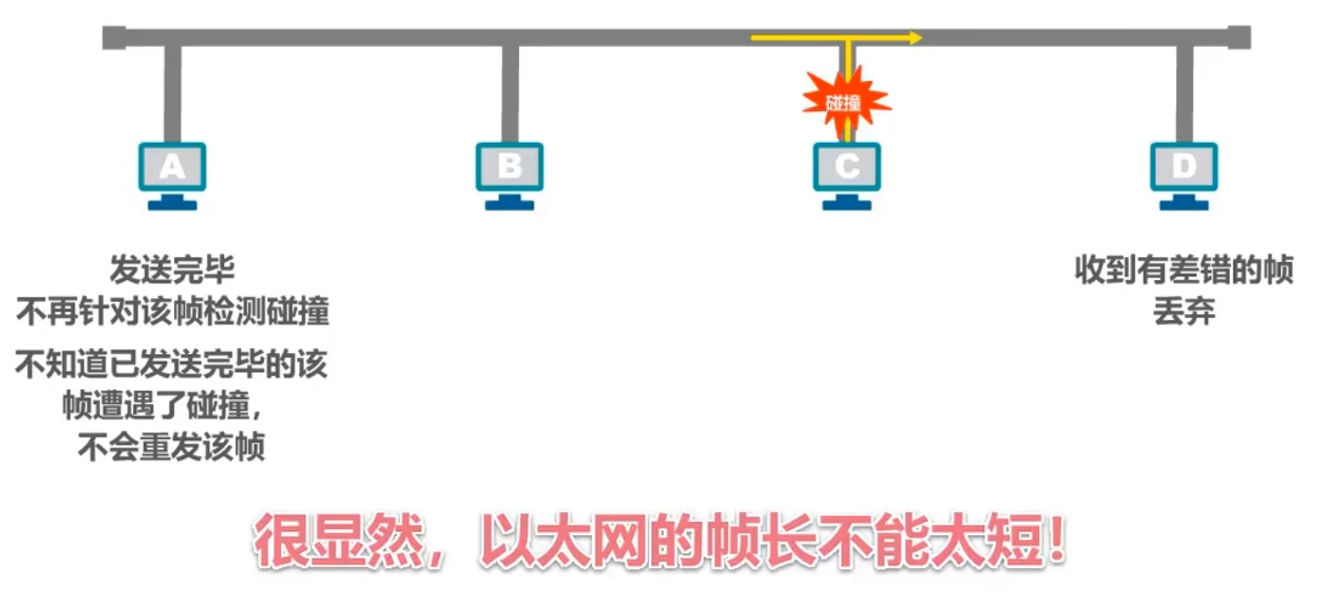 碰撞
A
B
C
D
发送完毕
不再针对该帧检测碰撞
不知道已发送完毕的该
帧遭遇了碰撞，
不会重发该帧
收到有差错的帧
丢弃
很显然，以太网的帧长不能太短！